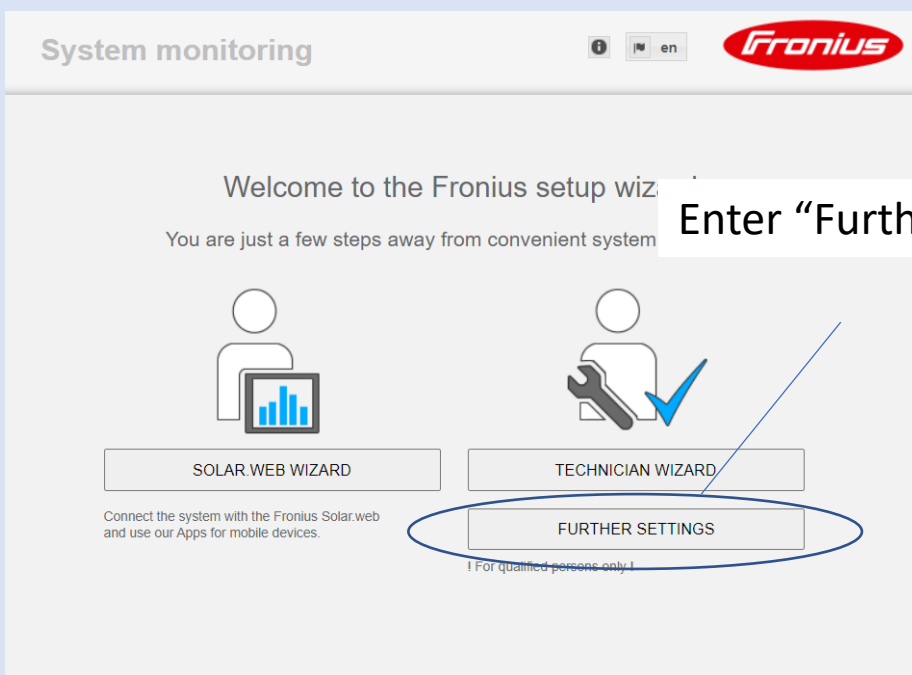 System monitoring
en
Fronius
Welcome to the Fronius setup
Enter “Furth
You are just a few steps away from convenient system
SOLAR.WEB WIZARD
TECHNICIAN WIZARD
Connect the system with the Fronius Solar.web
and use our Apps for mobile devices.
FURTHER SETTINGS
! For qualified persons only !